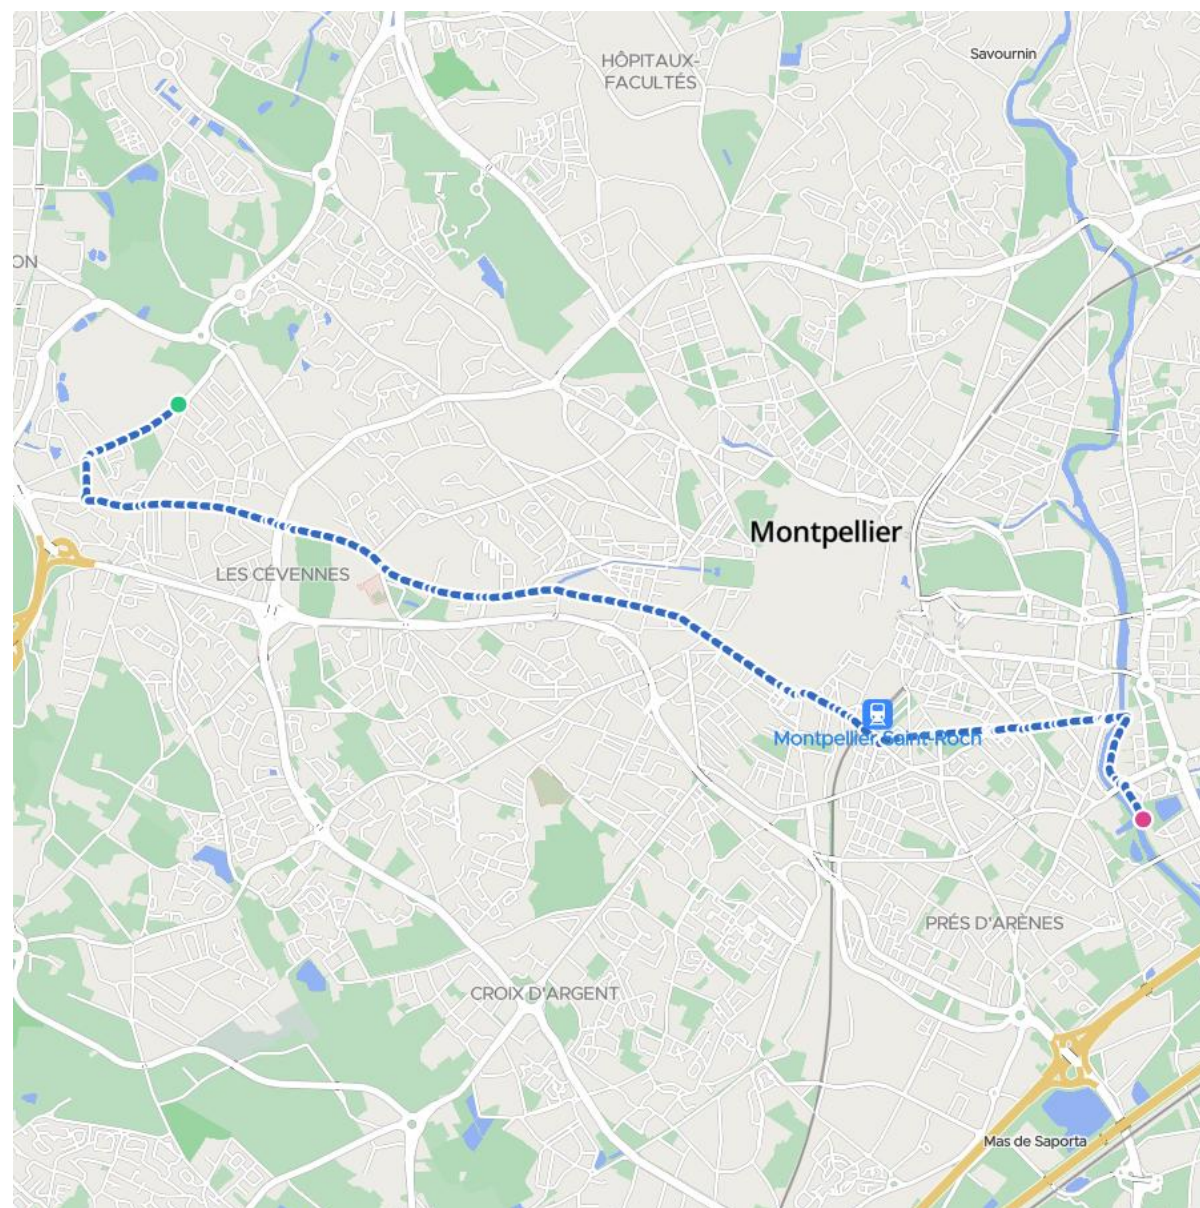 Savournin
HÔPITAUX-
FACULTÉS
ON
Montpellier
LES CÉVENNES
Montpellier Saint-Roch
PRÉS D'ARÈNES
CROIX D'ARGENT
Mas de Saporta